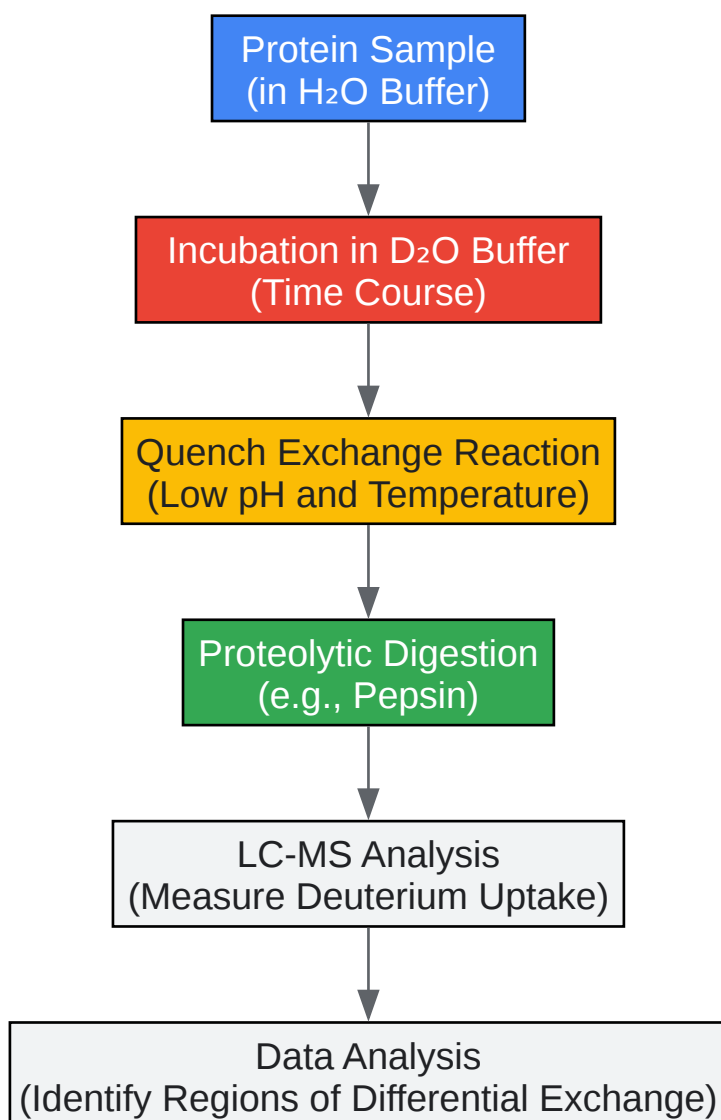 Protein Sample
(in H₂O Buffer)
Incubation in D₂O Buffer
(Time Course)
Quench Exchange Reaction
(Low pH and Temperature)
Proteolytic Digestion
(e.g., Pepsin)
LC-MS Analysis
(Measure Deuterium Uptake)
Data Analysis
(Identify Regions of Differential Exchange)